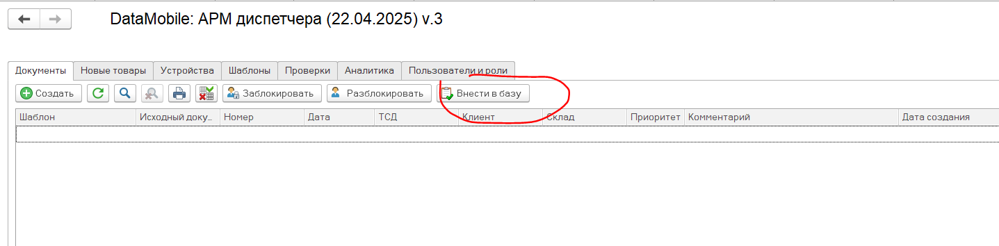 DataMobile: АРМ диспетчера (22.04.2025) v.3
Документы Новые товары Устройства Шаблоны Проверки Аналитика Пользователи и роли
Создать Заблокировать Разблокировать Внести в базу
Шаблон Исходный доку... Номер Дата ТСД Клиент Склад Приоритет Комментарий Дата создания